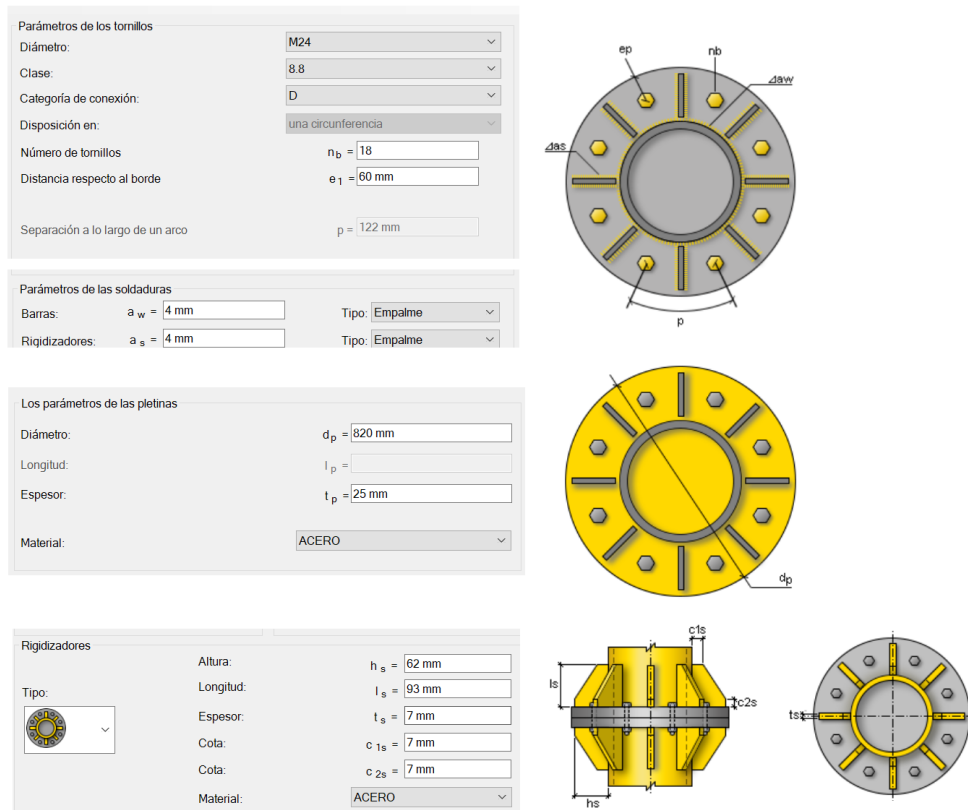 Parámetros de los tornillos
Diámetro: M24
Clase: 8.8
Categoría de conexión: D
Disposición en: una circunferencia
Número de tornillos n b = 18
Distancia respecto al borde e 1 = 60 mm
Separación a lo largo de un arco p = 122 mm
ep nb
⊿aw
⊿as
p
Parámetros de las soldaduras
Barras: a w = 4 mm Tipo: Empalme
Rigidizadores: a s = 4 mm Tipo: Empalme
Los parámetros de las pletinas
Diámetro: d p = 820 mm
Longitud: l p =
Espesor: t p = 25 mm
Material: ACERO
dp
Rigidizadores
Altura: h s = 62 mm
Longitud: l s = 93 mm
Tipo:
Espesor: t s = 7 mm
Cota: c 1s = 7 mm
Cota: c 2s = 7 mm
Material: ACERO
c1s
ls
c2s
hs
ts